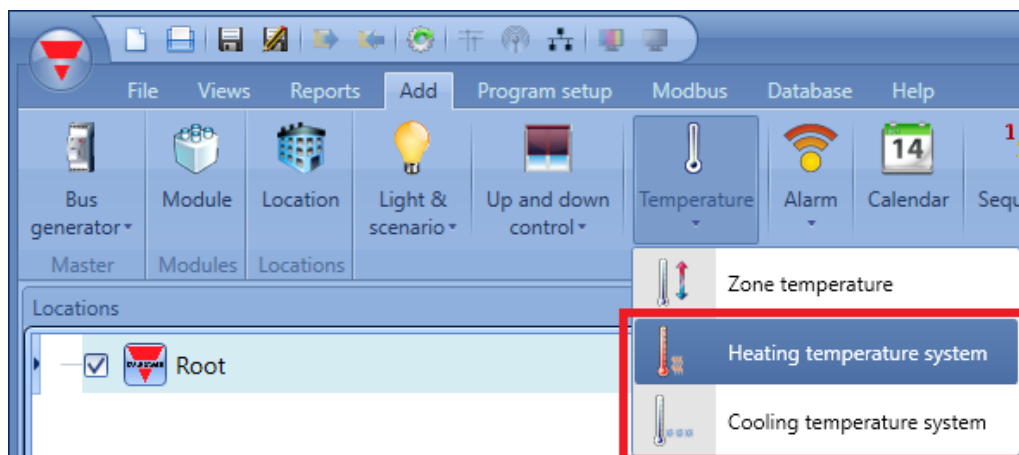 File Views Reports Add Program setup Modbus Database Help
14
Bus generator
Module
Location
Light & scenario
Up and down control
Temperature
Alarm
Calendar
Master
Modules
Locations
Zone temperature
Locations
Heating temperature system
Root
Cooling temperature system